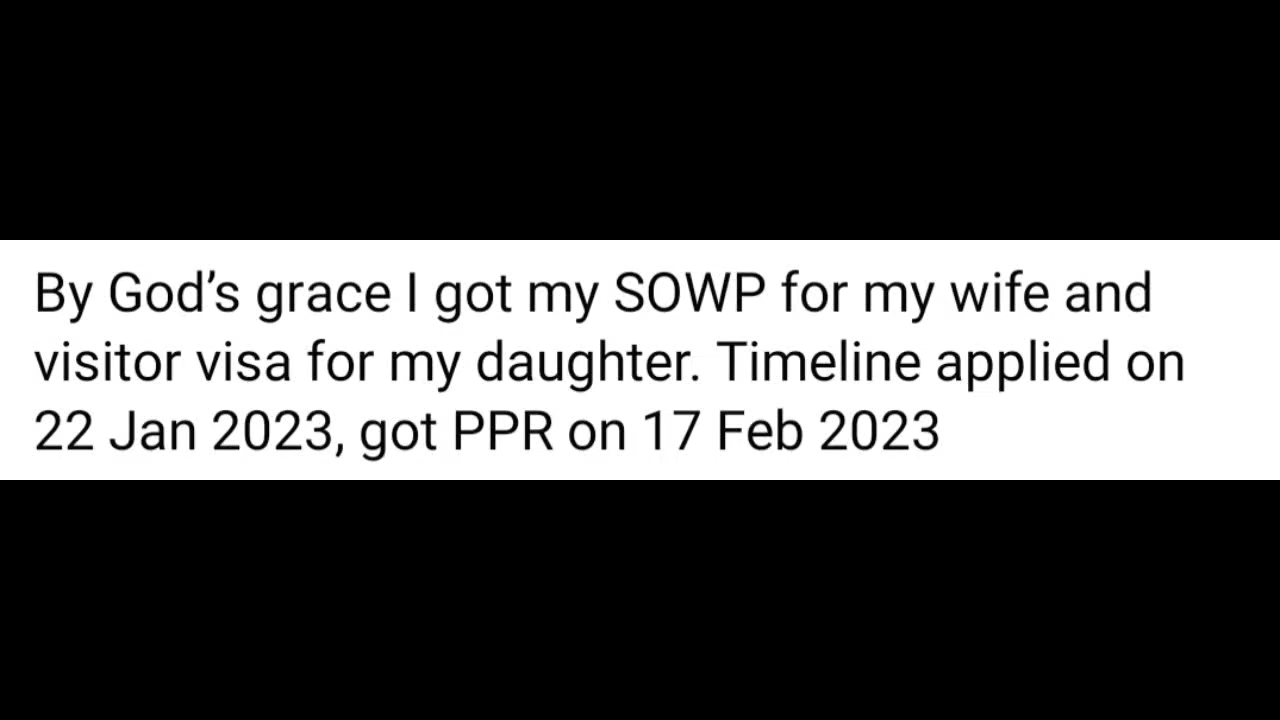 By God’s grace I got my SOWP for my wife and
visitor visa for my daughter. Timeline applied on
22 Jan 2023, got PPR on 17 Feb 2023